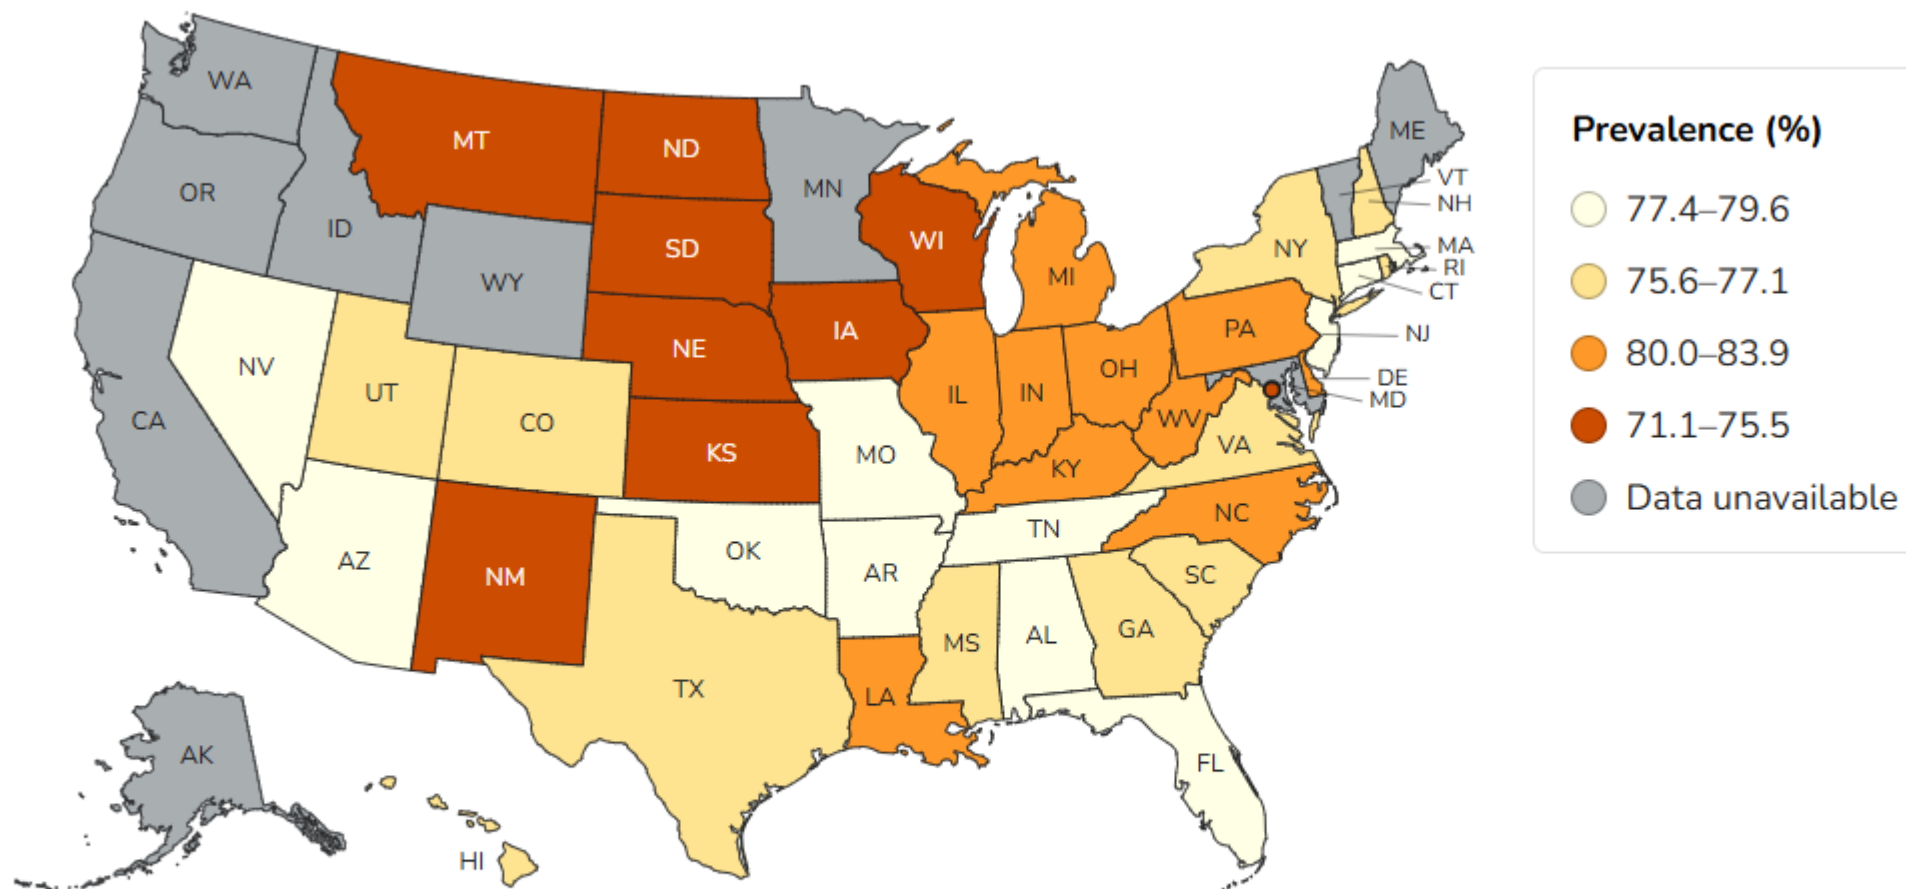 WA
MT
ND
MN
ME
OR
ID
SD
WI
MI
NY
VT
NH
MA
RI
CT
WY
NE
IA
PA
NJ
NV
UT
CO
KS
MO
IL
IN
OH
WV
VA
DE
MD
CA
KY
AZ
NM
OK
AR
TN
NC
SC
TX
LA
MS
AL
GA
FL
AK
HI
Prevalence (%)
77.4–79.6
75.6–77.1
80.0–83.9
71.1–75.5
Data unavailable